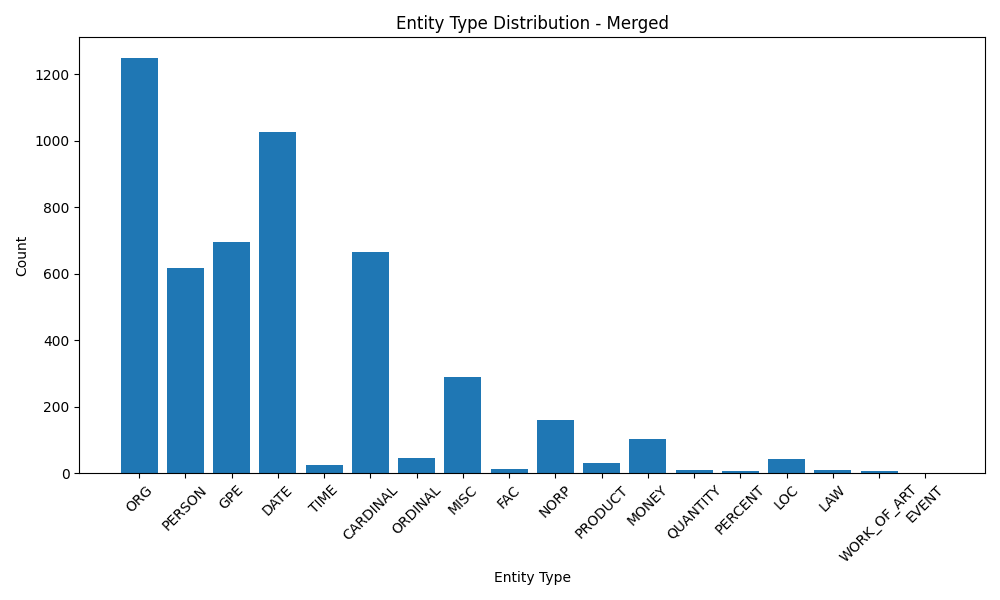 Entity Type Distribution - Merged
Count
1200
1000
800
600
400
200
0
ORG
PERSON
GPE
DATE
TIME
CARDINAL
ORDINAL
MISC
FAC
NORP
PRODUCT
MONEY
QUANTITY
PERCENT
LOC
LAW
WORK_OF_ART
EVENT
Entity Type